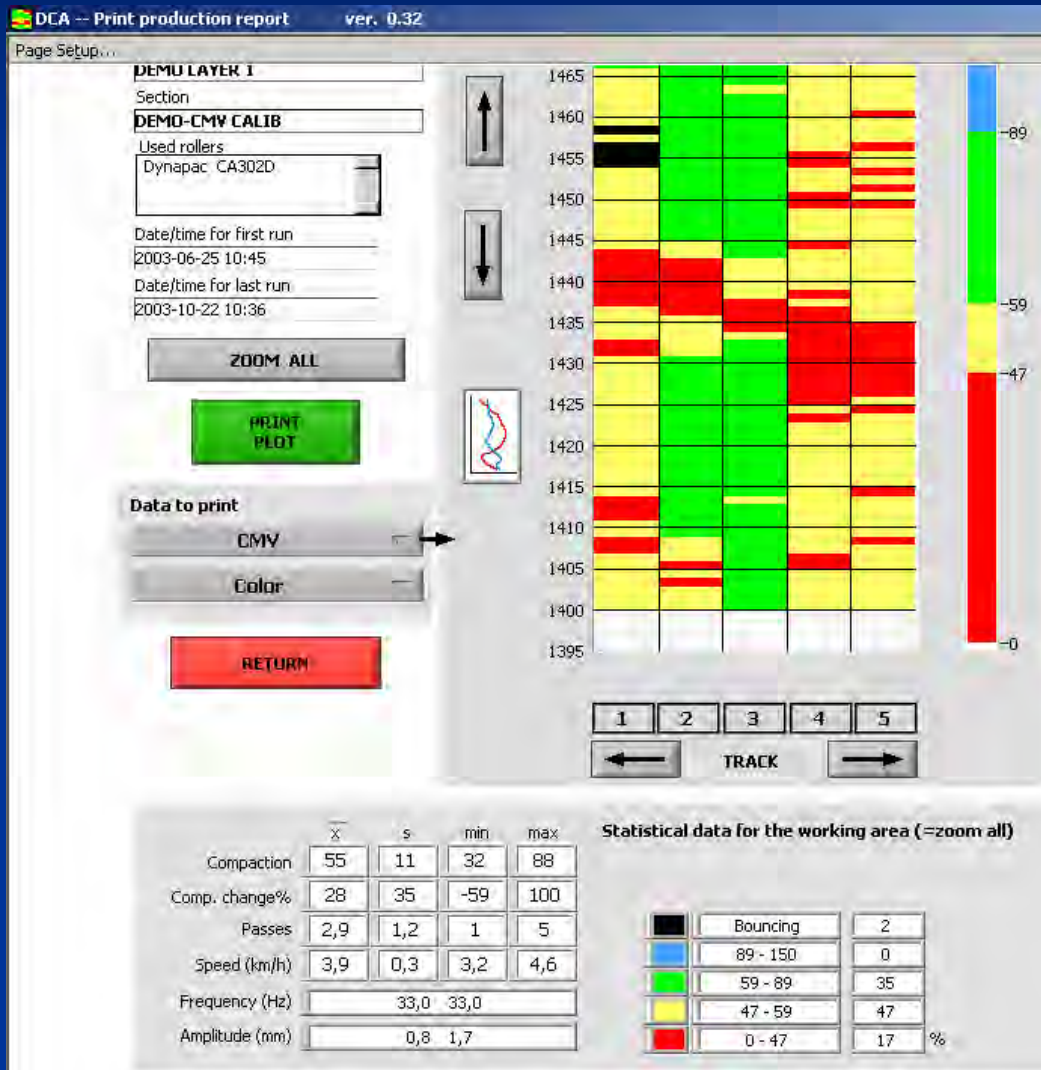 DCA -- Print production report ver. 0.32
Page Setup...
DEMO LAYER 1
Section
DEMO-CMV CALIB
Used rollers
Dynapac CA302D
Date/time for first run
2003-06-25 10:45
Date/time for last run
2003-10-22 10:36
ZOOM ALL
PRINT
PLOT
Data to print
CMV
Color
RETURN
1465
1460
1455
1450
1445
1440
1435
1430
1425
1420
1415
1410
1405
1400
1395
-89
-59
-47
-0
1 2 3 4 5
TRACK
x s min max
Compaction 55 11 32 88
Comp. change% 28 35 -59 100
Passes 2,9 1,2 1 5
Speed (km/h) 3,9 0,3 3,2 4,6
Frequency (Hz) 33,0 33,0
Amplitude (mm) 0,8 1,7
Statistical data for the working area (=zoom all)
Bouncing 2
89 - 150 0
59 - 89 35
47 - 59 47
0 - 47 17 %